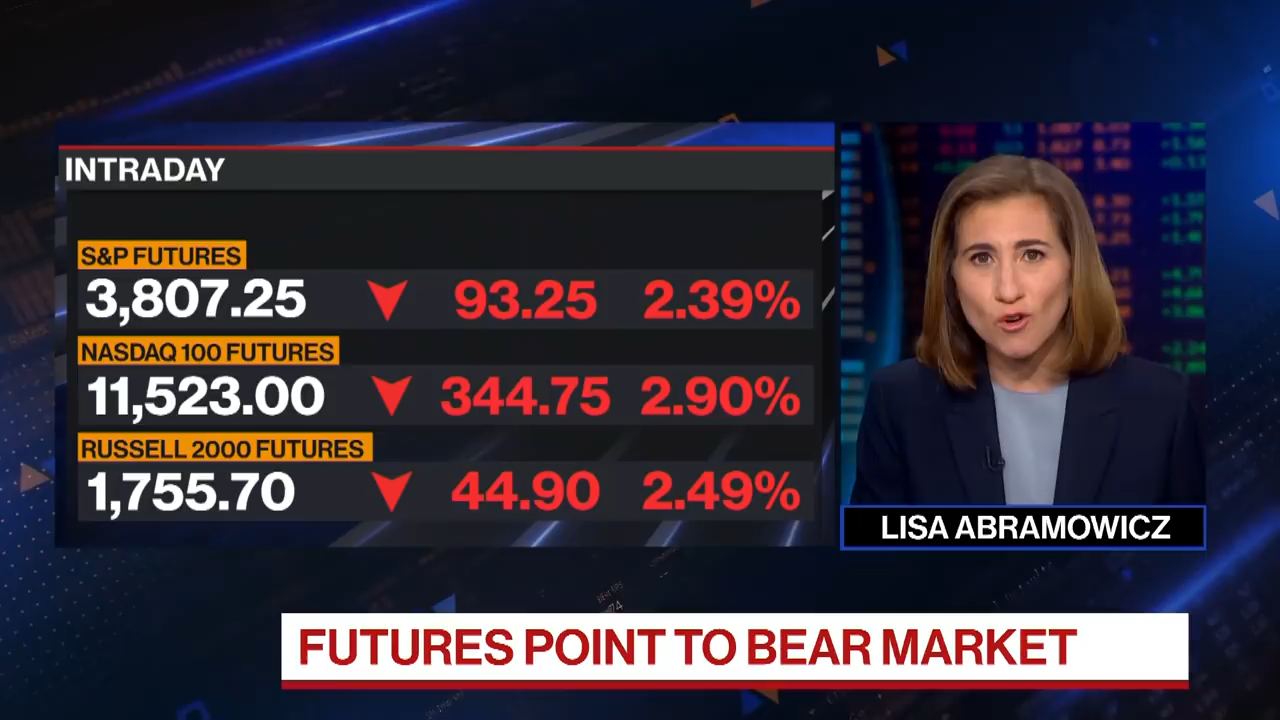 INTRADAY
S&P FUTURES
3,807.25 93.25 2.39%
NASDAQ 100 FUTURES
11,523.00 344.75 2.90%
RUSSELL 2000 FUTURES
1,755.70 44.90 2.49%
LISA ABRAMOWICZ
FUTURES POINT TO BEAR MARKET